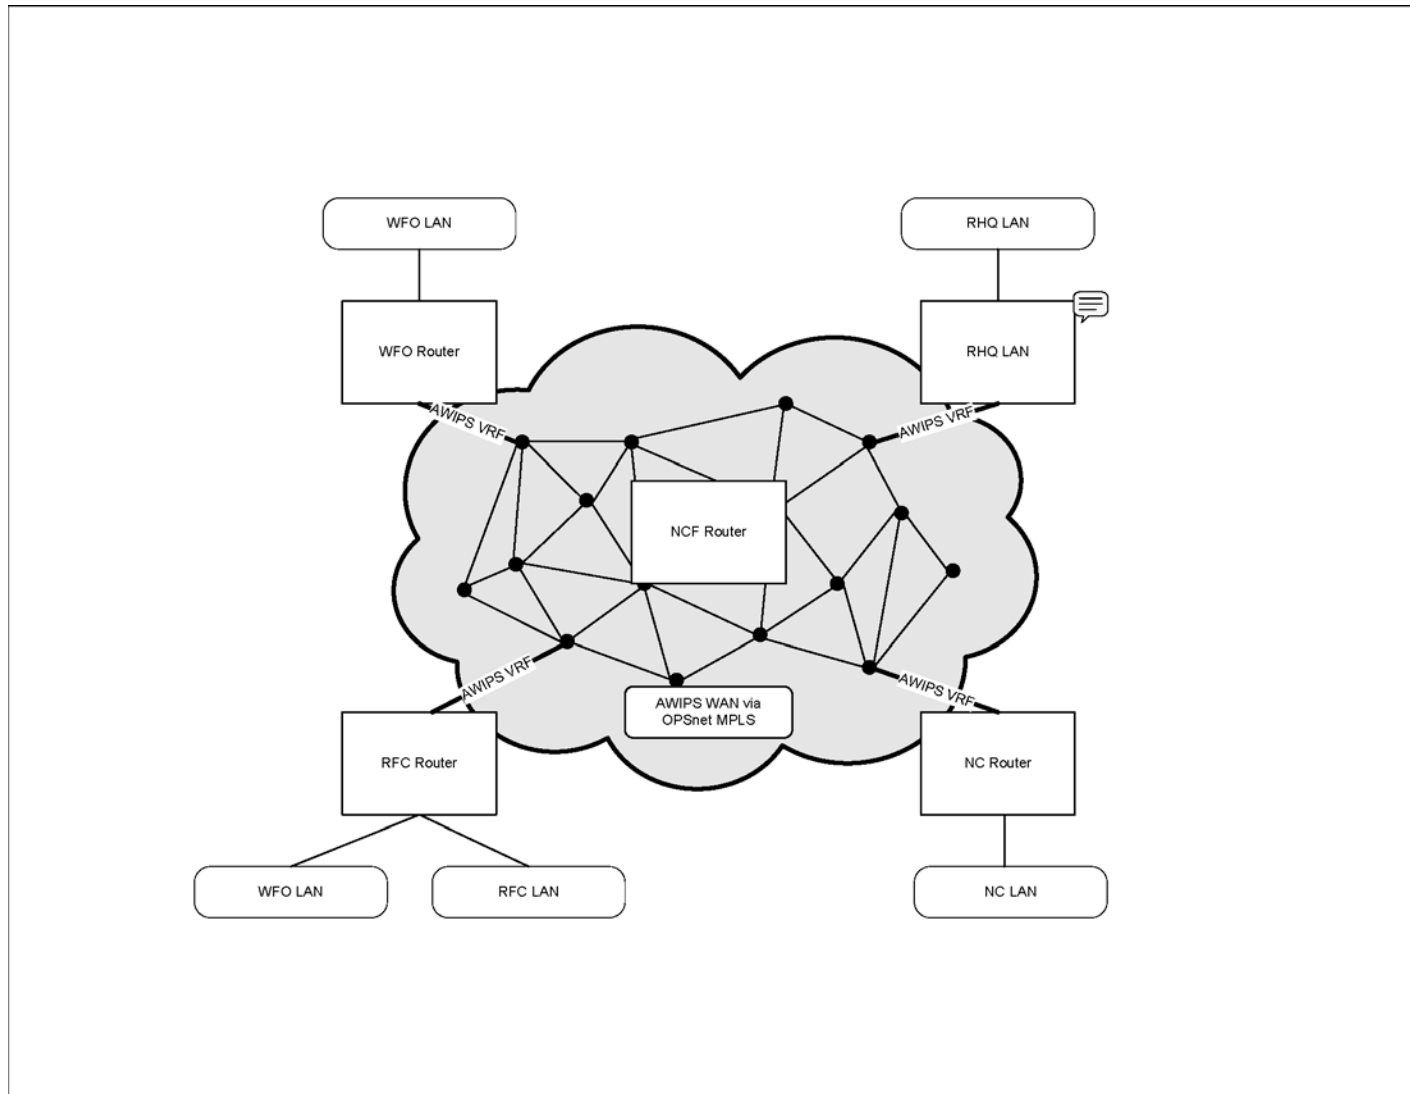 WFO LAN
RHQ LAN
WFO Router
RHQ LAN
AWIPS VRF
AWIPS VRF
NCF Router
AWIPS VRF
AWIPS VRF
AWIPS WAN via
OPSnet MPLS
RFC Router
NC Router
WFO LAN
RFC LAN
NC LAN